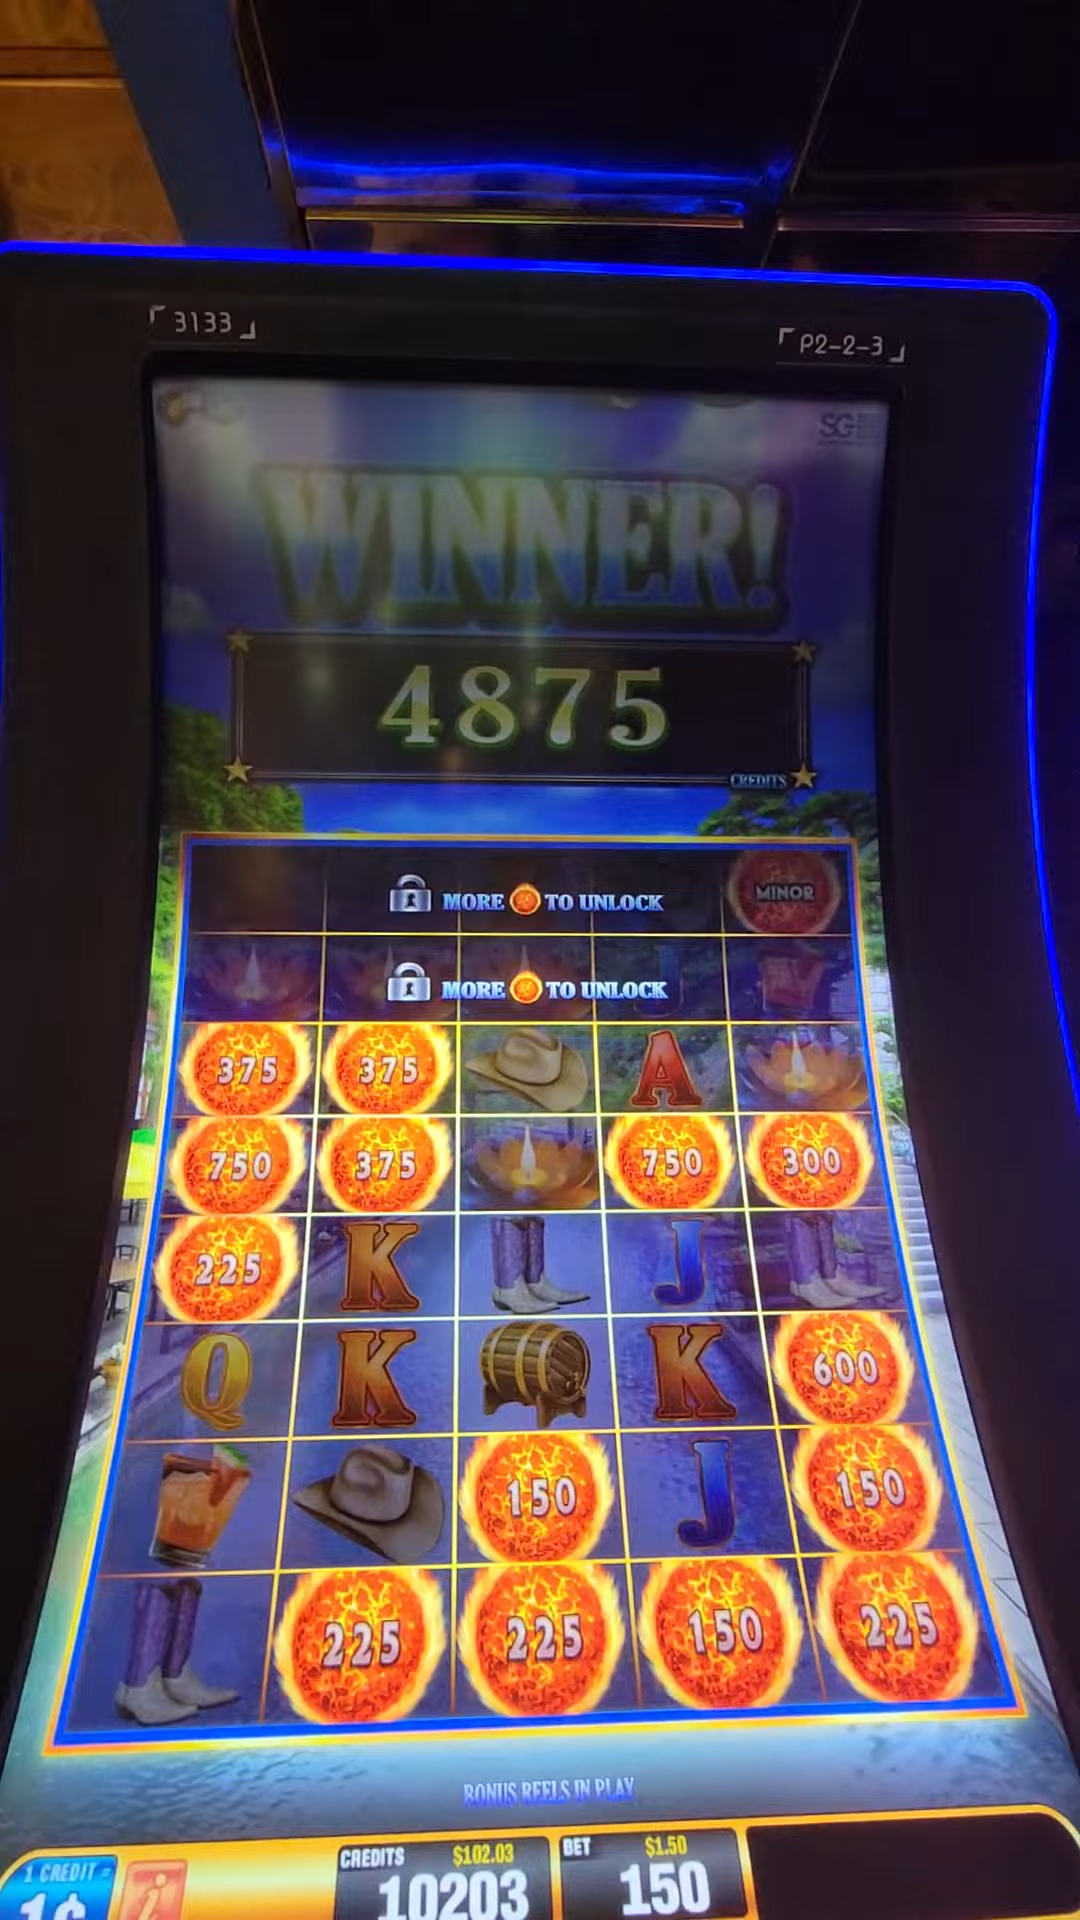 3133
P2-2-3
SG
WINNER!
4875
CREDITS
MINOR
MORE TO UNLOCK
J
MORE TO UNLOCK
375 375 A
750 375 750 300
225 K J
Q K K 600
150 J 150
225 225 150 225
BONUS REELS IN PLAY
1 CREDIT =
1¢
i
CREDITS $102.03
10203
BET $1.50
150